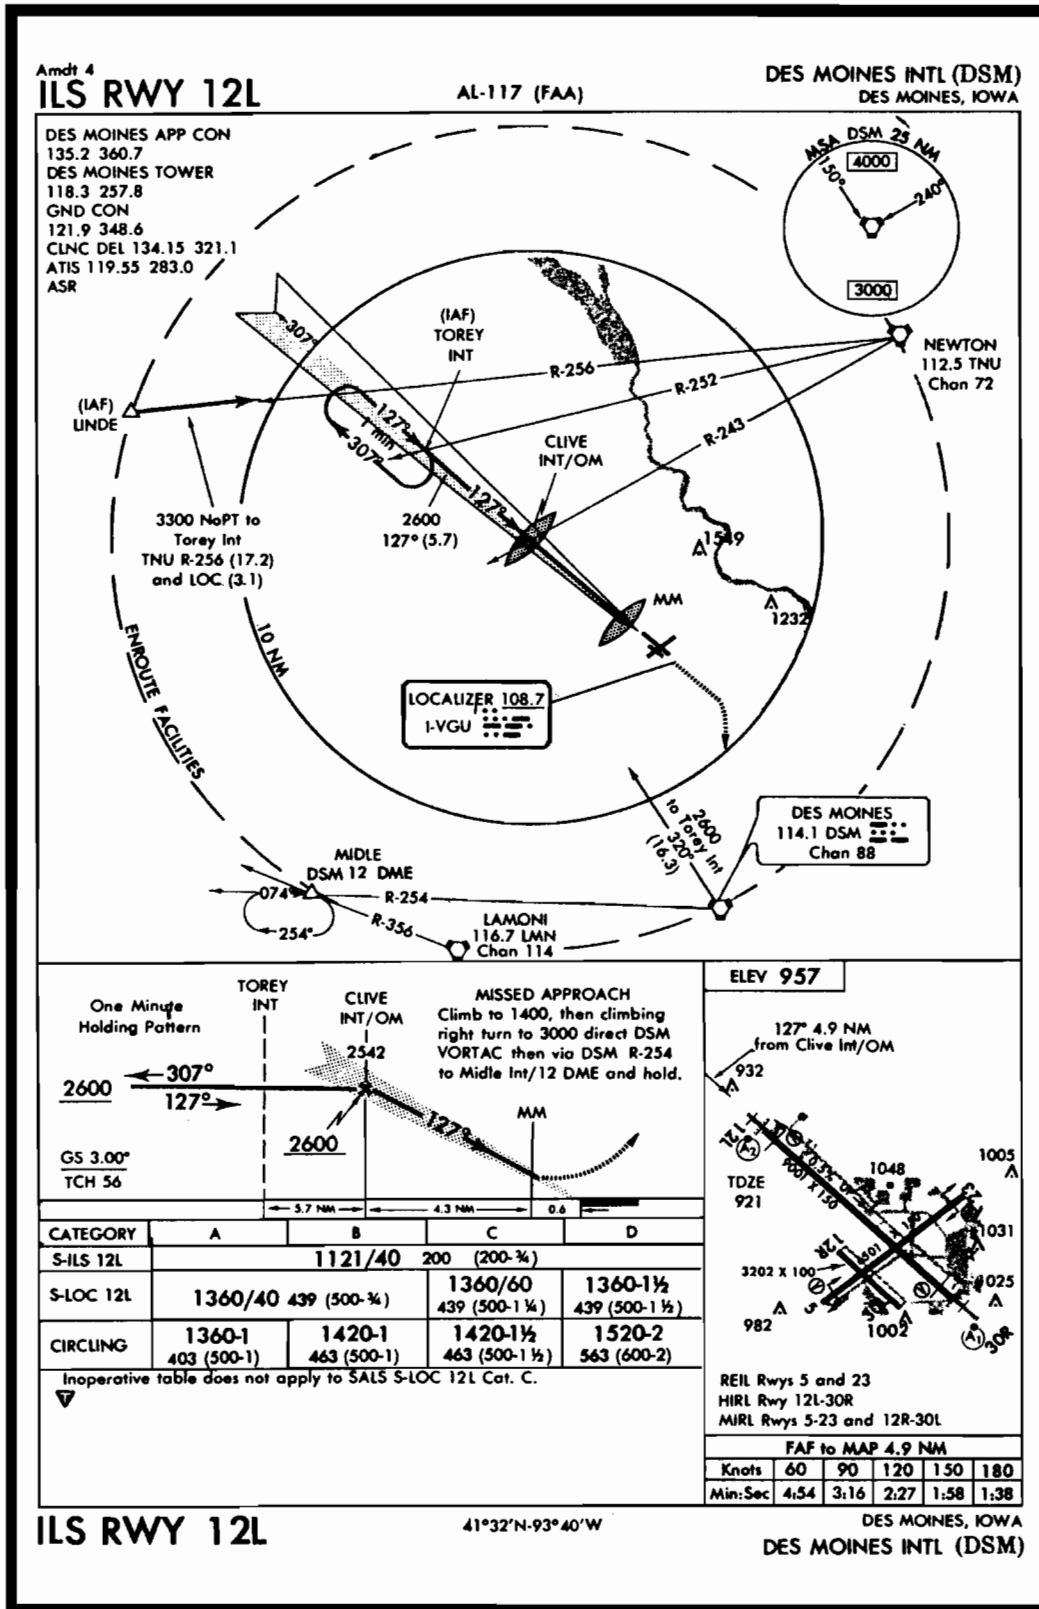 Amdt 4
ILS RWY 12L
AL-117 (FAA)
DES MOINES INTL (DSM)
DES MOINES, IOWA
DES MOINES APP CON
135.2 360.7
DES MOINES TOWER
118.3 257.8
GND CON
121.9 348.6
CLNC DEL 134.15 321.1
ATIS 119.55 283.0
ASR
MSA DSM 25 NM
4000
150°
240°
3000
NEWTON
112.5 TNU
Chan 72
(IAF)
TOREY
INT
307°
R-256
R-252
R-243
(IAF)
LINDE
127°
1 min
307°
CLIVE
INT/OM
127°
2600
127° (5.7)
3300 NoPT to
Torey Int
TNU R-256 (17.2)
and LOC (3.1)
1549
1232
MM
10 NM
ENROUTE FACILITIES
LOCALIZER 108.7
I-VGU
2600
to Torey Int
320°
(16.3)
DES MOINES
114.1 DSM
Chan 88
MIDLE
DSM 12 DME
074°
R-254
254°
R-356
LAMONI
116.7 LMN
Chan 114
One Minute
Holding Pattern
TOREY
INT
CLIVE
INT/OM
MISSED APPROACH
Climb to 1400, then climbing
right turn to 3000 direct DSM
VORTAC then via DSM R-254
to Midle Int/12 DME and hold.
2542
307°
2600
127°
127°
MM
2600
GS 3.00°
TCH 56
5.7 NM
4.3 NM
0.6
ELEV 957
127° 4.9 NM
from Clive Int/OM
932
12L
A2
TDZE
921
9001 X 150
1048
1005
23
1031
12R
3202 X 100
1025
5
982
1002
A1
30R
REIL Rwys 5 and 23
HIRL Rwy 12L-30R
MIRL Rwys 5-23 and 12R-30L
CATEGORY A B C D
S-ILS 12L 1121/40 200 (200-¾)
S-LOC 12L 1360/40 439 (500-¾) 1360/60 439 (500-1¼) 1360-1½ 439 (500-1½)
CIRCLING 1360-1 403 (500-1) 1420-1 463 (500-1) 1420-1½ 463 (500-1½) 1520-2 563 (600-2)
Inoperative table does not apply to SALS S-LOC 12L Cat. C.
T
FAF to MAP 4.9 NM
Knots 60 90 120 150 180
Min:Sec 4:54 3:16 2:27 1:58 1:38
ILS RWY 12L
41°32'N-93°40'W
DES MOINES, IOWA
DES MOINES INTL (DSM)